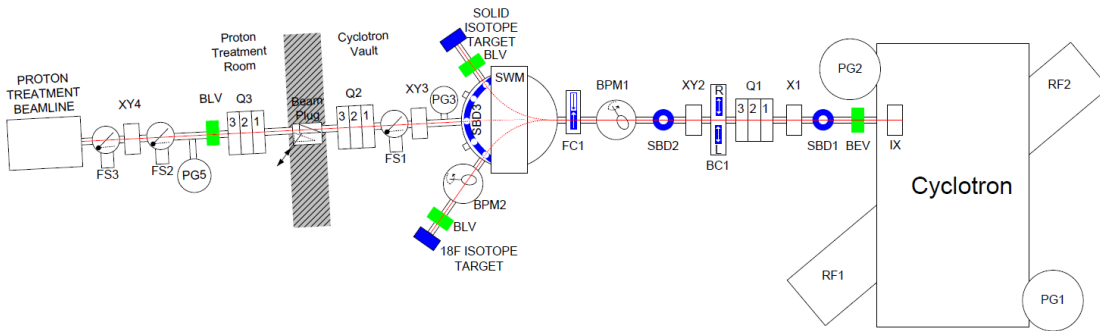 PROTON
TREATMENT
BEAMLINE
FS3
XY4
FS2
PG5
BLV
Proton
Treatment
Room
Q3
3 2 1
Beam
Plug
Cyclotron
Vault
Q2
3 2 1
FS1
XY3
PG3
SBD3
SOLID
ISOTOPE
TARGET
BLV
SWM
BPM2
BLV
18F ISOTOPE
TARGET
FC1
BPM1
SBD2
XY2
R
L
BC1
Q1
3 2 1
X1
SBD1
BEV
IX
PG2
RF2
Cyclotron
RF1
PG1